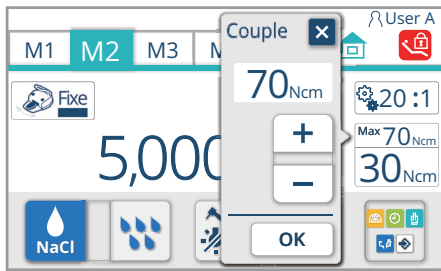 User A
M1 M2 M3 M
Couple
70Ncm
+
−
OK
Fixe
5,000
20 :1
Max 70Ncm
30Ncm
NaCl